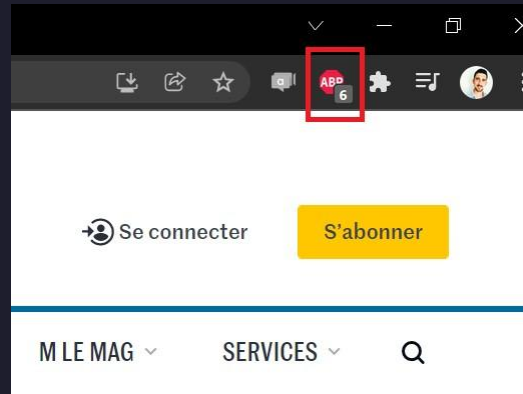 ABP
6
Se connecter
S'abonner
M LE MAG
SERVICES